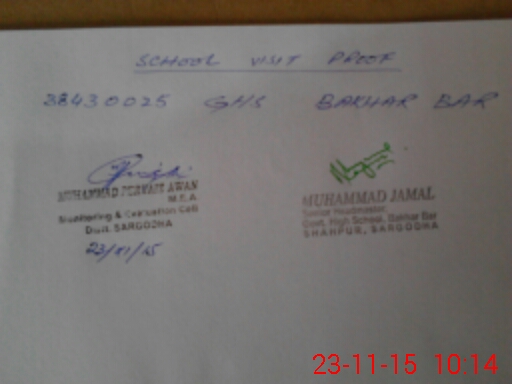 SCHOOL VISIT PROOF
38430025 GHS BAKHAR BAR
MUHAMMAD PERVAIZ AWAN
M.E.A
Monitoring & Evaluation Cell
Distt. SARGODHA
23/11/15
MUHAMMAD JAMAL
Senior Headmaster
Govt. High School, Bakhar Bar
SHAHPUR, SARGODHA
23-11-15 10:14